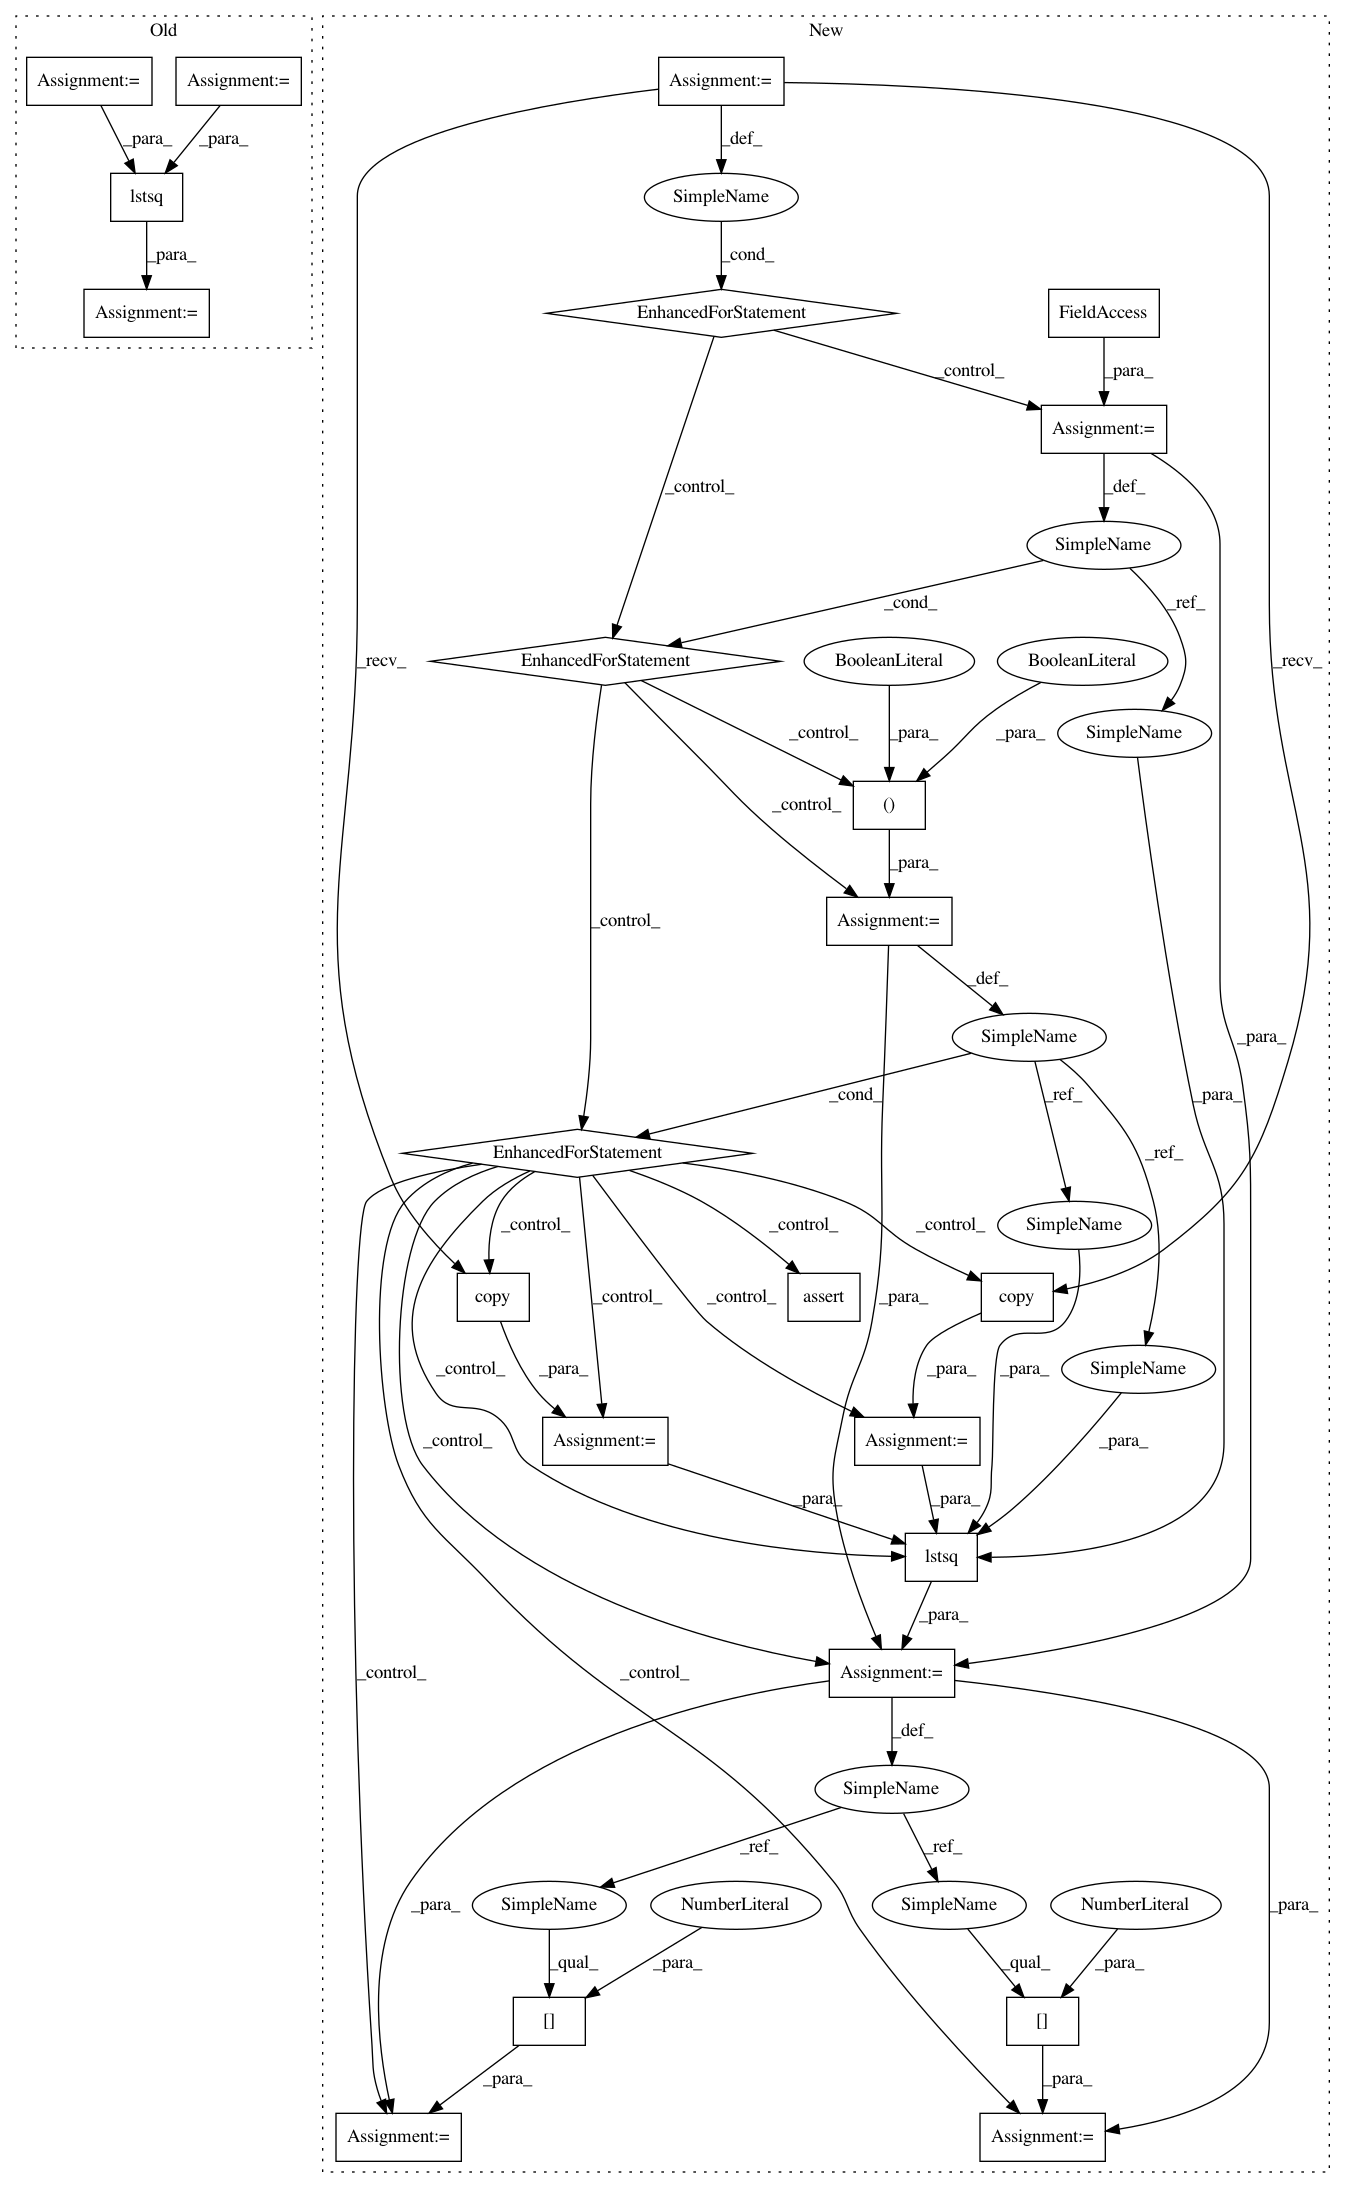 Old
New
Assignment:=
Assignment:=
Assignment:=
_para_
_para_
_def_
lstsq
SimpleName
_para_
_cond_
Assignment:=
EnhancedForStatement
FieldAccess
_control_
_para_
Assignment:=
_control_
_def_
SimpleName
_cond_
_ref_
_recv_
EnhancedForStatement
BooleanLiteral
BooleanLiteral
_recv_
SimpleName
_control_
_para_
_para_
_control_
()
_para_
_control_
Assignment:=
_def_
SimpleName
_para_
_cond_
_ref_
_para_
EnhancedForStatement
_ref_
SimpleName
_control_
_control_
_control_
copy
_control_
_control_
assert
_para_
copy
_control_
_para_
_para_
_para_
SimpleName
_control_
Assignment:=
Assignment:=
_para_
_para_
_para_
lstsq
_para_
_control_
_control_
Assignment:=
_def_
SimpleName
_ref_
_ref_
_para_
SimpleName
NumberLiteral
SimpleName
NumberLiteral
_para_
_qual_
_para_
_qual_
_para_
[]
[]
_para_
_para_
Assignment:=
Assignment:=